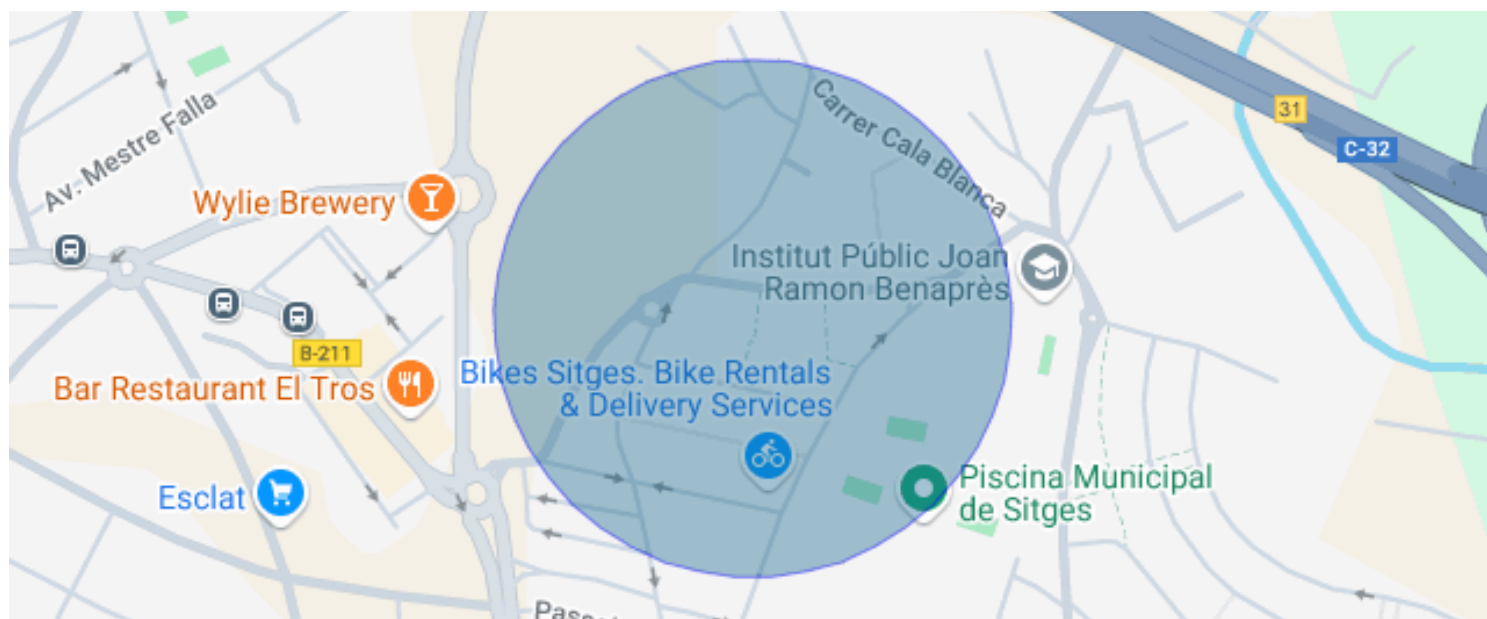 Av. Mestre Falla
Carrer Cala Blanca
31
C-32
Wylie Brewery
Institut Públic Joan
Ramon Benaprès
B-211
Bar Restaurant El Tros
Bikes Sitges. Bike Rentals
& Delivery Services
Esclat
Piscina Municipal
de Sitges